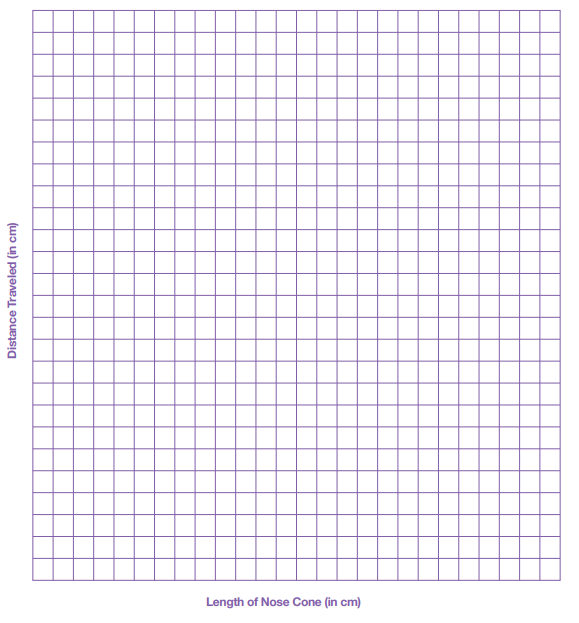 Distance Traveled (in cm)
Length of Nose Cone (in cm)